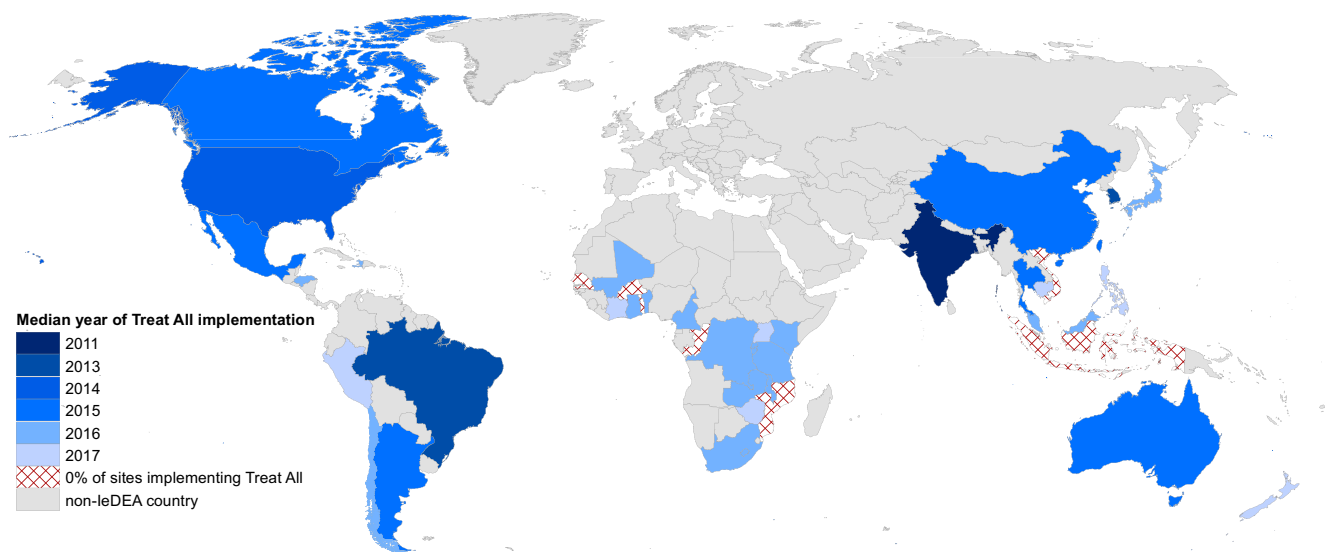 Median year of Treat All implementation
2011
2013
2014
2015
2016
2017
0% of sites implementing Treat All
non-IeDEA country